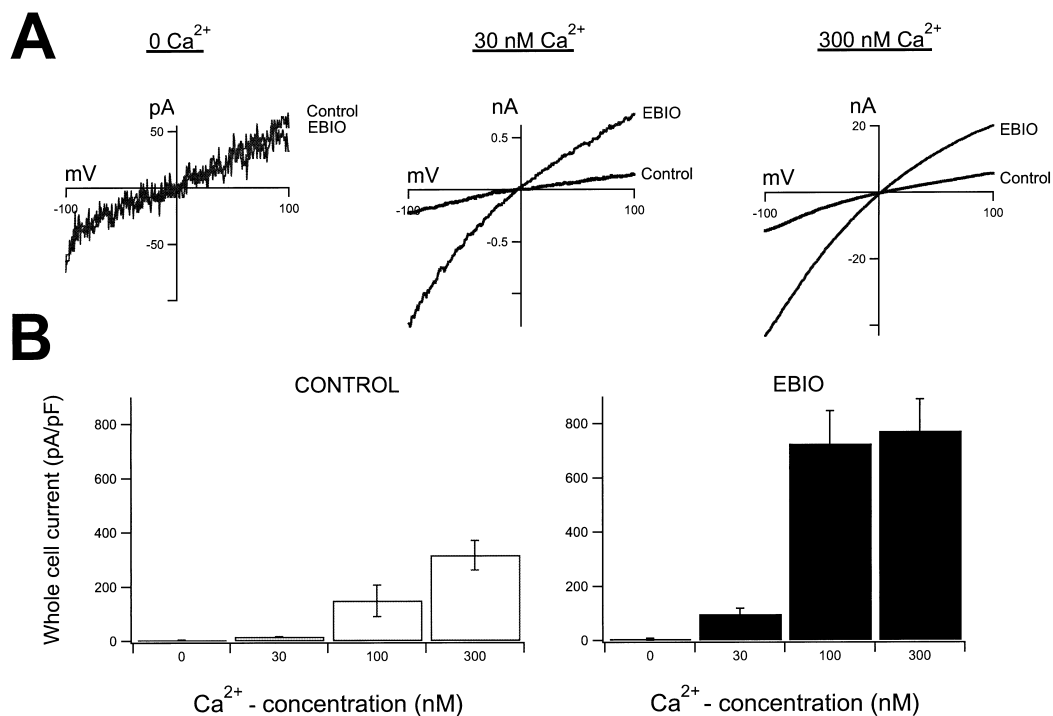 A
0 Ca2+
30 nM Ca2+
300 nM Ca2+
pA
50
Control
EBIO
mV
-100
100
-50
nA
0.5
EBIO
mV
Control
-100
100
-0.5
nA
20
EBIO
mV
Control
-100
100
-20
B
CONTROL
EBIO
Whole cell current (pA/pF)
800
600
400
200
0
0
30
100
300
800
600
400
200
0
0
30
100
300
Ca2+ - concentration (nM)
Ca2+ - concentration (nM)